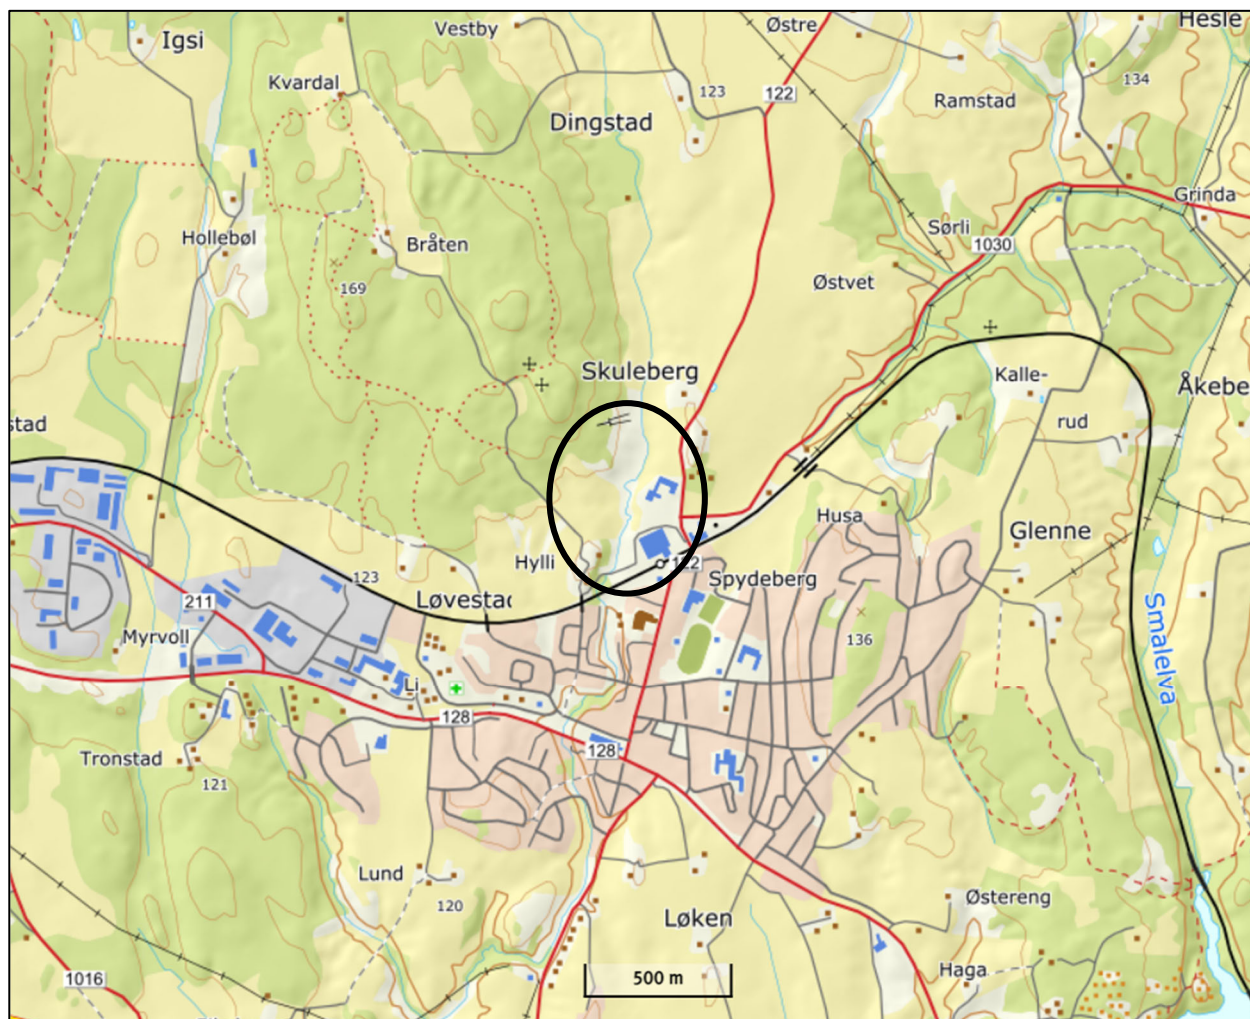 Hesle
Østre
Vestby
Igsi
134
Kvardal
123
122
Ramstad
Dingstad
Grinda
Sørli
Hollebøl
Bråten
1030
Østvet
169
Skuleberg
Kalle-
rud
Åkebe
stad
Husa
Glenne
Hylli
122
123
Spydeberg
Løvestad
211
Myrvoll
136
Smalelva
Li
128
128
Tronstad
121
Lund
120
Østereng
Løken
Haga
1016
500 m